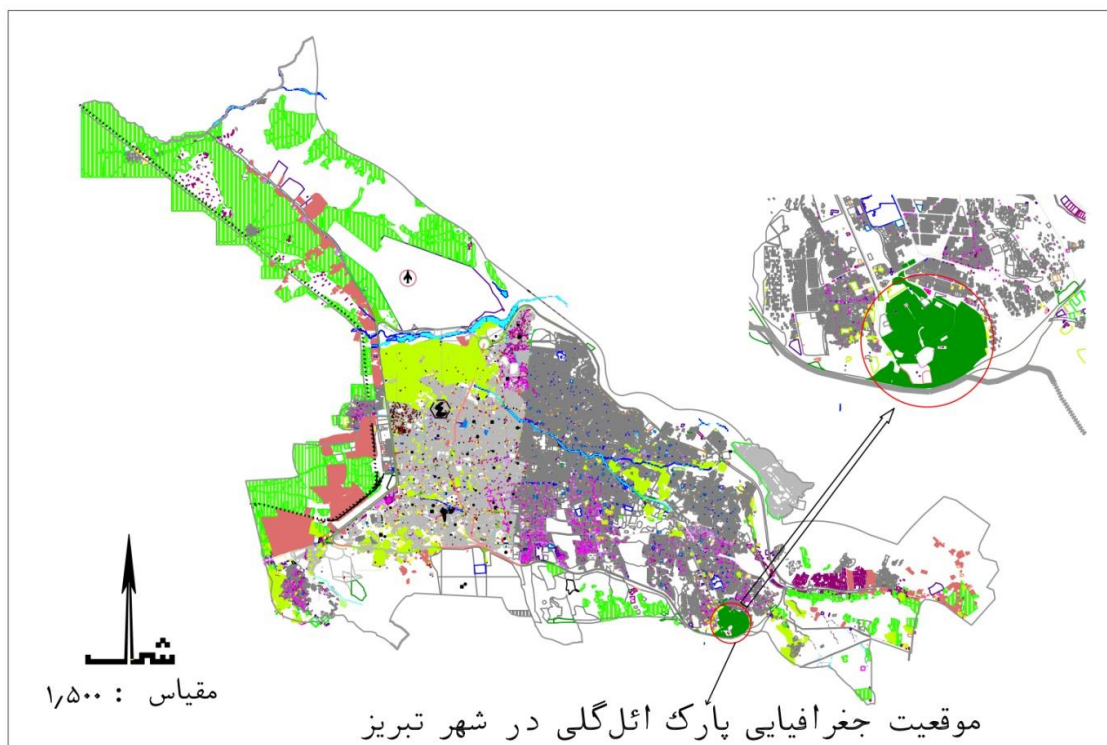 شمال
مقیاس : ۱٫۵۰۰
موقعیت جغرافیایی پارک ائل‌گلی در شهر تبریز